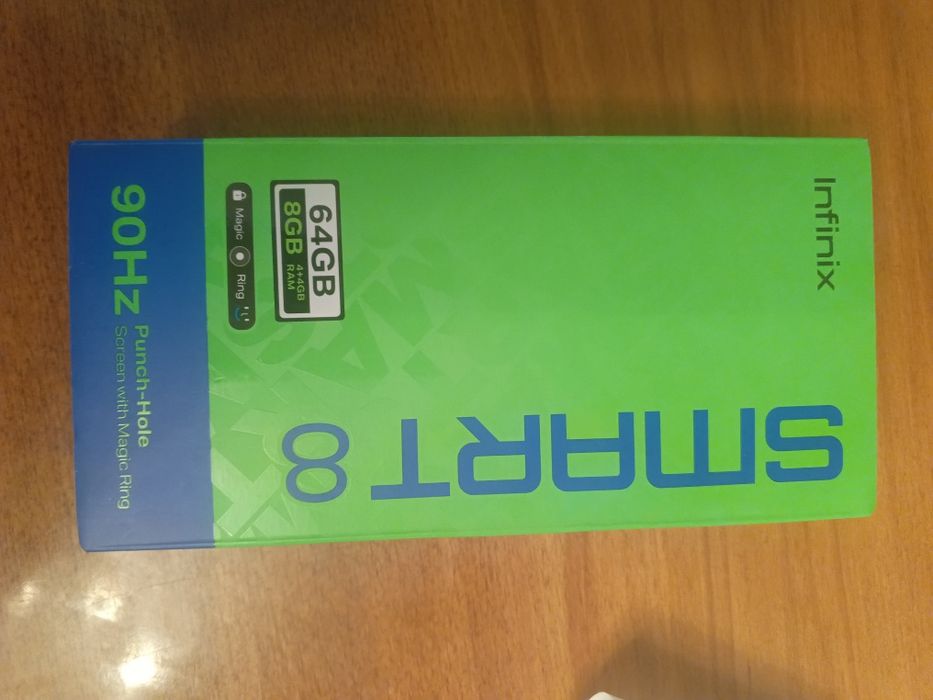 Infinix
SMART 8
64GB
8GB 4+4GB RAM
Magic Ring
90Hz Punch-Hole
Screen with Magic Ring